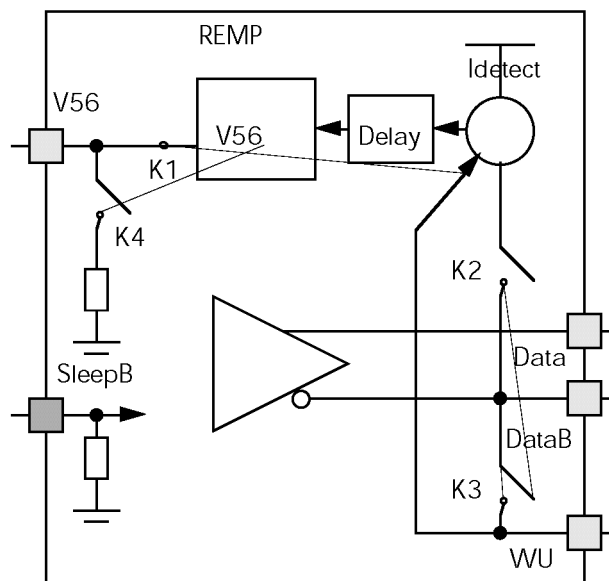 REMP
Idetect
V56
V56
Delay
K1
K4
K2
Data
SleepB
DataB
K3
WU